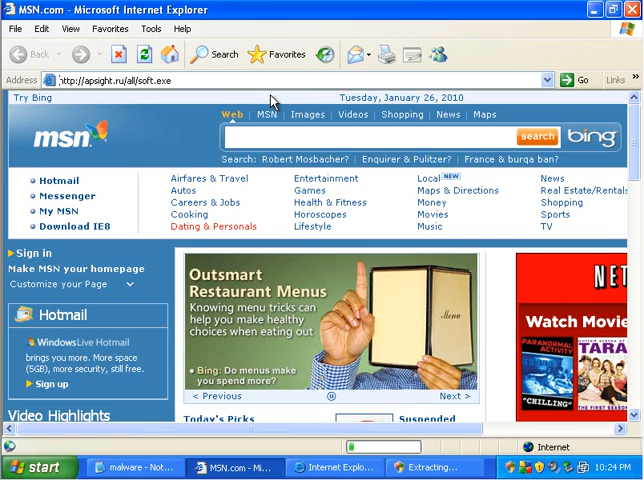 MSN.com - Microsoft Internet Explorer
File Edit View Favorites Tools Help
Back Search Favorites
Address http://apsight.ru/all/soft.exe Go Links »
Try Bing Tuesday, January 26, 2010
Web | MSN | Images | Videos | Shopping | News | Maps
msn search bing
Search: Robert Mosbacher? | Enquirer & Pulitzer? | France & burqa ban?
Hotmail
Messenger
My MSN
Download IE8
Airfares & Travel
Autos
Careers & Jobs
Cooking
Dating & Personals
Entertainment
Games
Health & Fitness
Horoscopes
Lifestyle
Local NEW
Maps & Directions
Money
Movies
Music
News
Real Estate/Rentals
Shopping
Sports
TV
Sign in
Make MSN your homepage
Customize your Page
Hotmail
Windows Live Hotmail
brings you more. More space
(5GB), more security, still free.
Sign up
Video Highlights
Outsmart
Restaurant Menus
Knowing menu tricks can
help you make healthy
choices when eating out
• Bing: Do menus make
you spend more?
Menu
< Previous Next >
Today's Picks Suspended
NET
Watch Movie
PARANORMAL
ACTIVITY
"CHILLING"
TARA
THE FIRST SEASON
Internet
start malware - Not... MSN.com - Mi... Internet Explo... Extracting... 10:24 PM